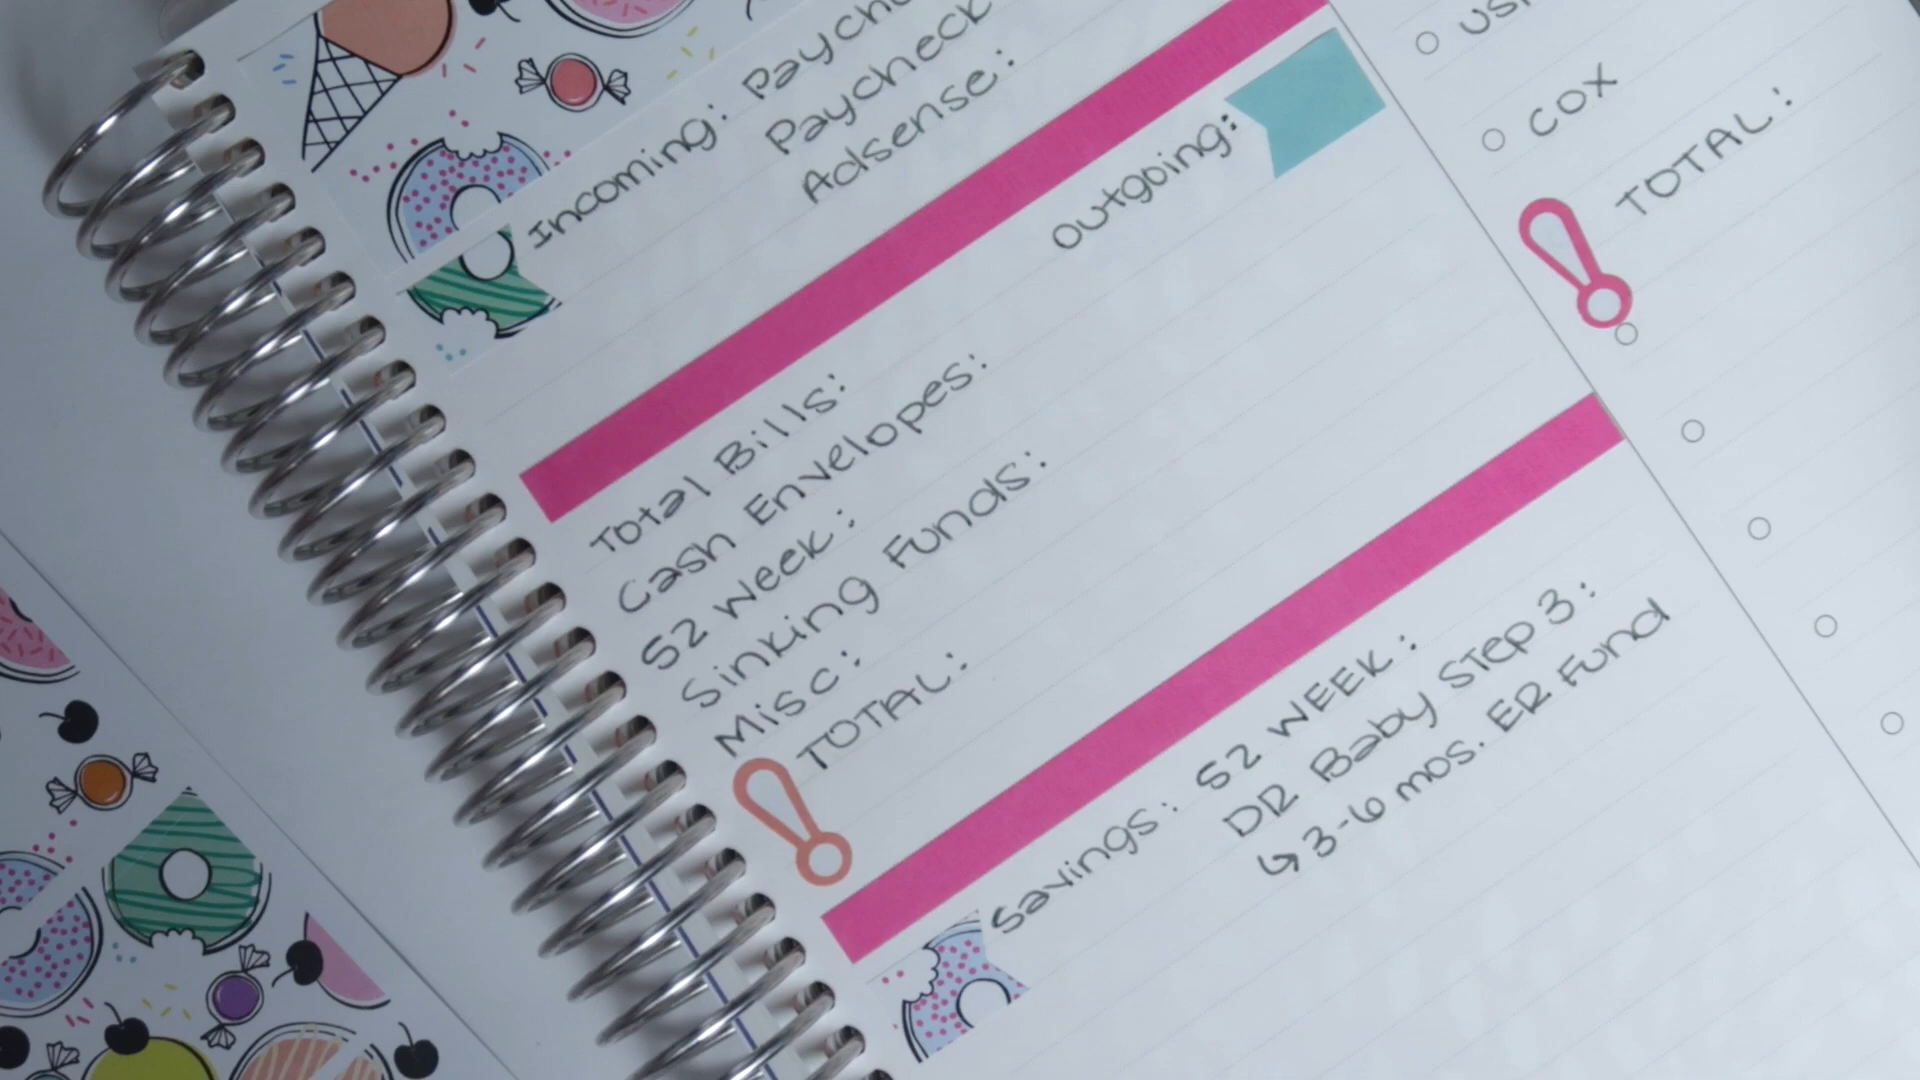 Incoming: Paych
Paycheck
Adsense:
Outgoing:
Total Bills:
Cash Envelopes:
52 week:
Sinking Funds:
Misc:
TOTAL:
Savings: 52 WEEK:
DR Baby Step 3:
↳ 3-6 mos. ER Fund
COX
TOTAL: